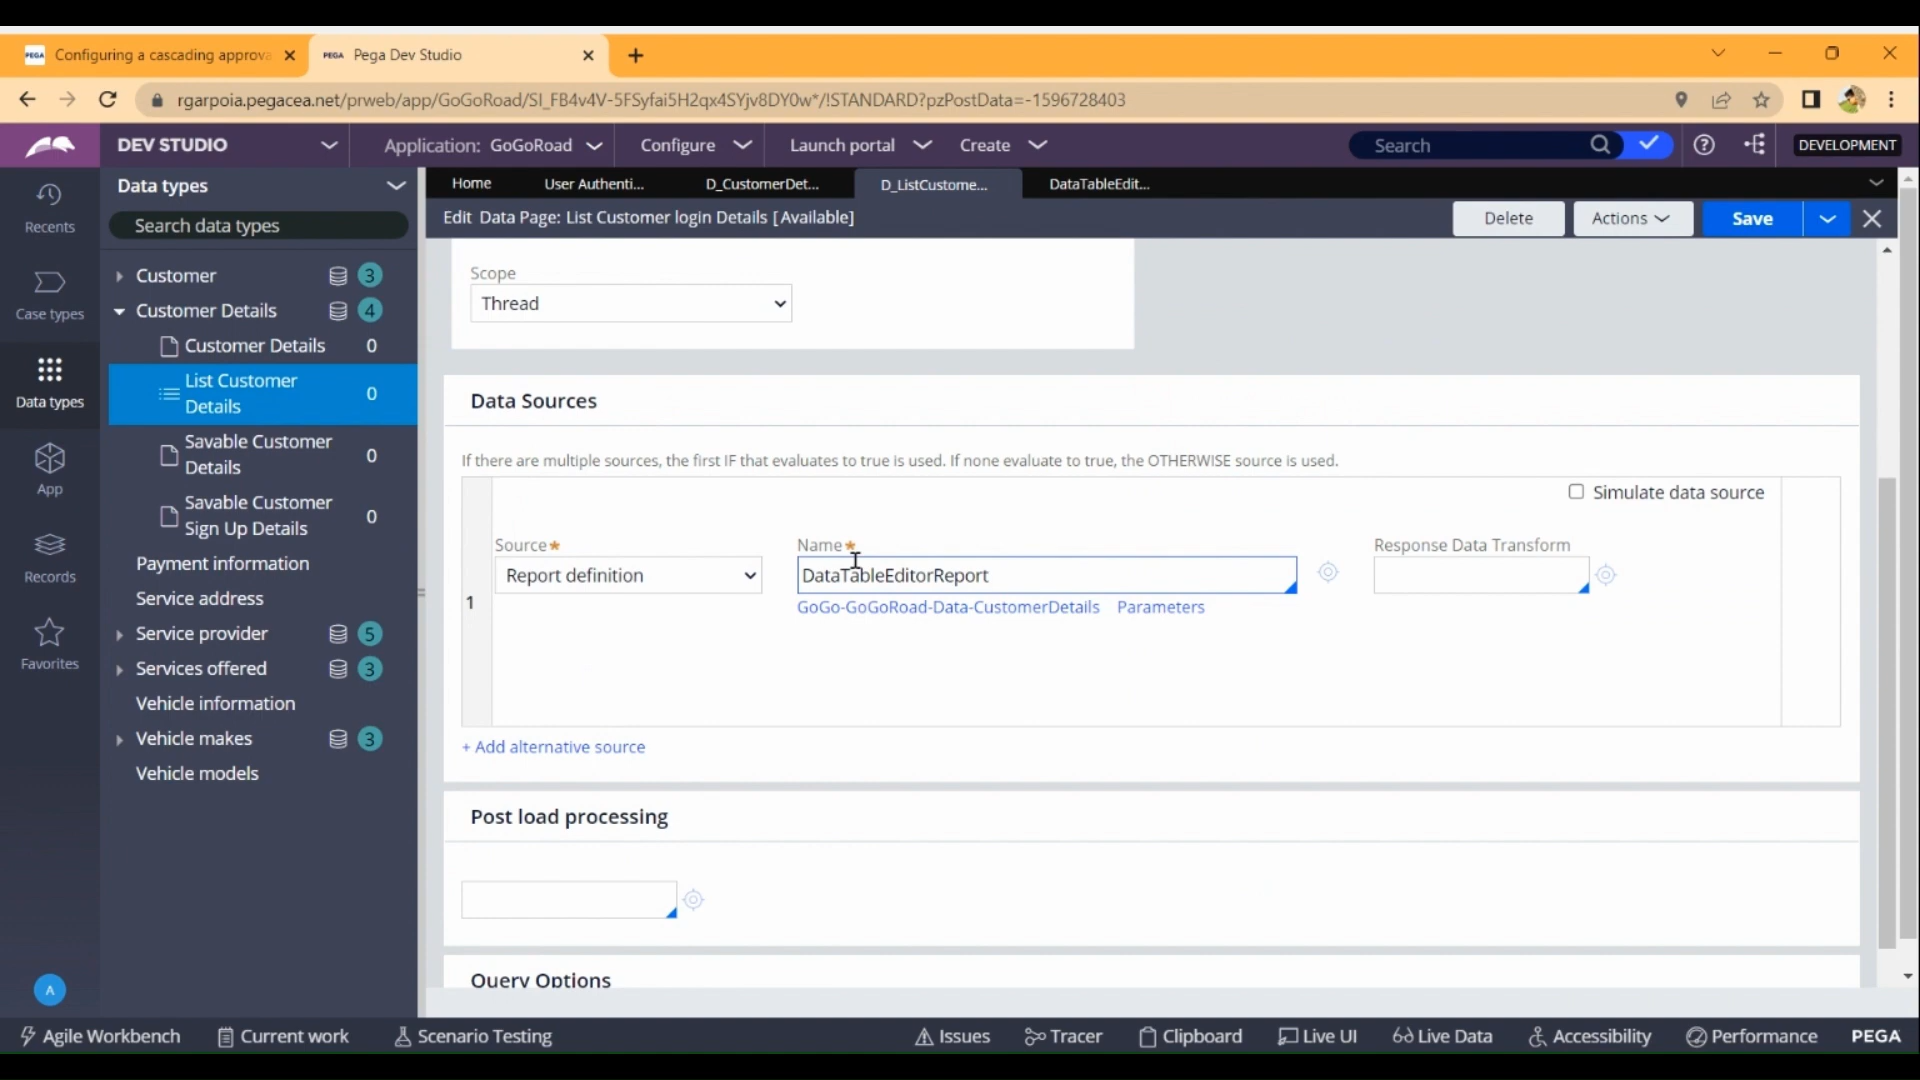 PEGA Configuring a cascading approva
PEGA Pega Dev Studio
rgarpoia.pegacea.net/prweb/app/GoGoRoad/SI_FB4v4V-5FSyfai5H2qx4SYjv8DY0w*/!STANDARD?pzPostData=-1596728403
DEV STUDIO
Application: GoGoRoad
Configure
Launch portal
Create
Search
DEVELOPMENT
Recents
Case types
Data types
App
Records
Favorites
A
Data types
Search data types
Customer 3
Customer Details 4
Customer Details 0
List Customer
Details 0
Savable Customer
Details 0
Savable Customer
Sign Up Details 0
Payment information
Service address
Service provider 5
Services offered 3
Vehicle information
Vehicle makes 3
Vehicle models
Home
User Authenti...
D_CustomerDet...
D_ListCustome...
DataTableEdit...
Edit Data Page: List Customer login Details [Available]
Delete
Actions
Save
Scope
Thread
Data Sources
If there are multiple sources, the first IF that evaluates to true is used. If none evaluate to true, the OTHERWISE source is used.
Simulate data source
Source★
Name★
Response Data Transform
Report definition
DataTableEditorReport
1
GoGo-GoGoRoad-Data-CustomerDetails Parameters
+ Add alternative source
Post load processing
Query Options
Agile Workbench
Current work
Scenario Testing
Issues
Tracer
Clipboard
Live UI
Live Data
Accessibility
Performance
PEGA